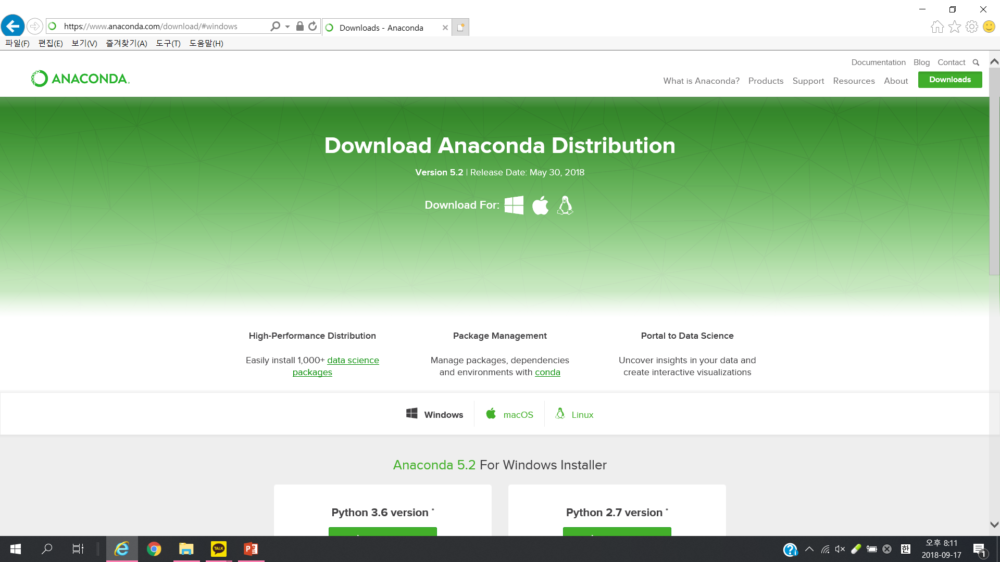 https://www.anaconda.com/download/#windows
Downloads - Anaconda
파일(F) 편집(E) 보기(V) 즐겨찾기(A) 도구(T) 도움말(H)
Documentation Blog Contact
ANACONDA.
What is Anaconda? Products Support Resources About Downloads
Download Anaconda Distribution
Version 5.2 | Release Date: May 30, 2018
Download For:
High-Performance Distribution
Easily install 1,000+ data science
packages
Package Management
Manage packages, dependencies
and environments with conda
Portal to Data Science
Uncover insights in your data and
create interactive visualizations
Windows macOS Linux
Anaconda 5.2 For Windows Installer
Python 3.6 version *
Python 2.7 version *
TALK
한
오후 8:11
2018-09-17
1